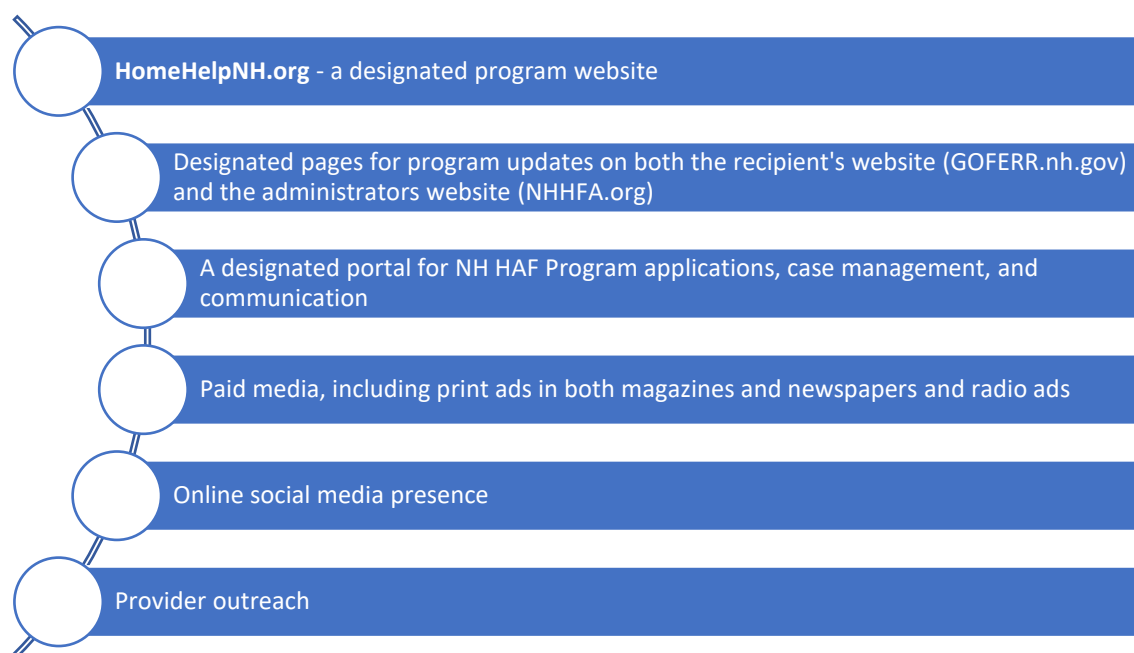 HomeHelpNH.org - a designated program website
Designated pages for program updates on both the recipient's website (GOFERR.nh.gov)
and the administrators website (NHHFA.org)
A designated portal for NH HAF Program applications, case management, and
communication
Paid media, including print ads in both magazines and newspapers and radio ads
Online social media presence
Provider outreach